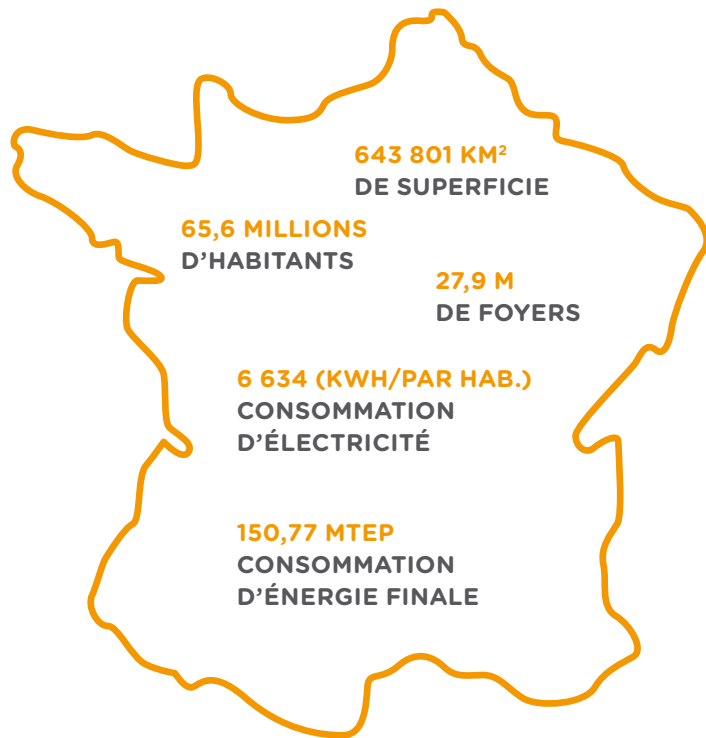 643 801 KM²
DE SUPERFICIE
65,6 MILLIONS
D’HABITANTS
27,9 M
DE FOYERS
6 634 (KWH/PAR HAB.)
CONSOMMATION
D’ÉLECTRICITÉ
150,77 MTEP
CONSOMMATION
D’ÉNERGIE FINALE